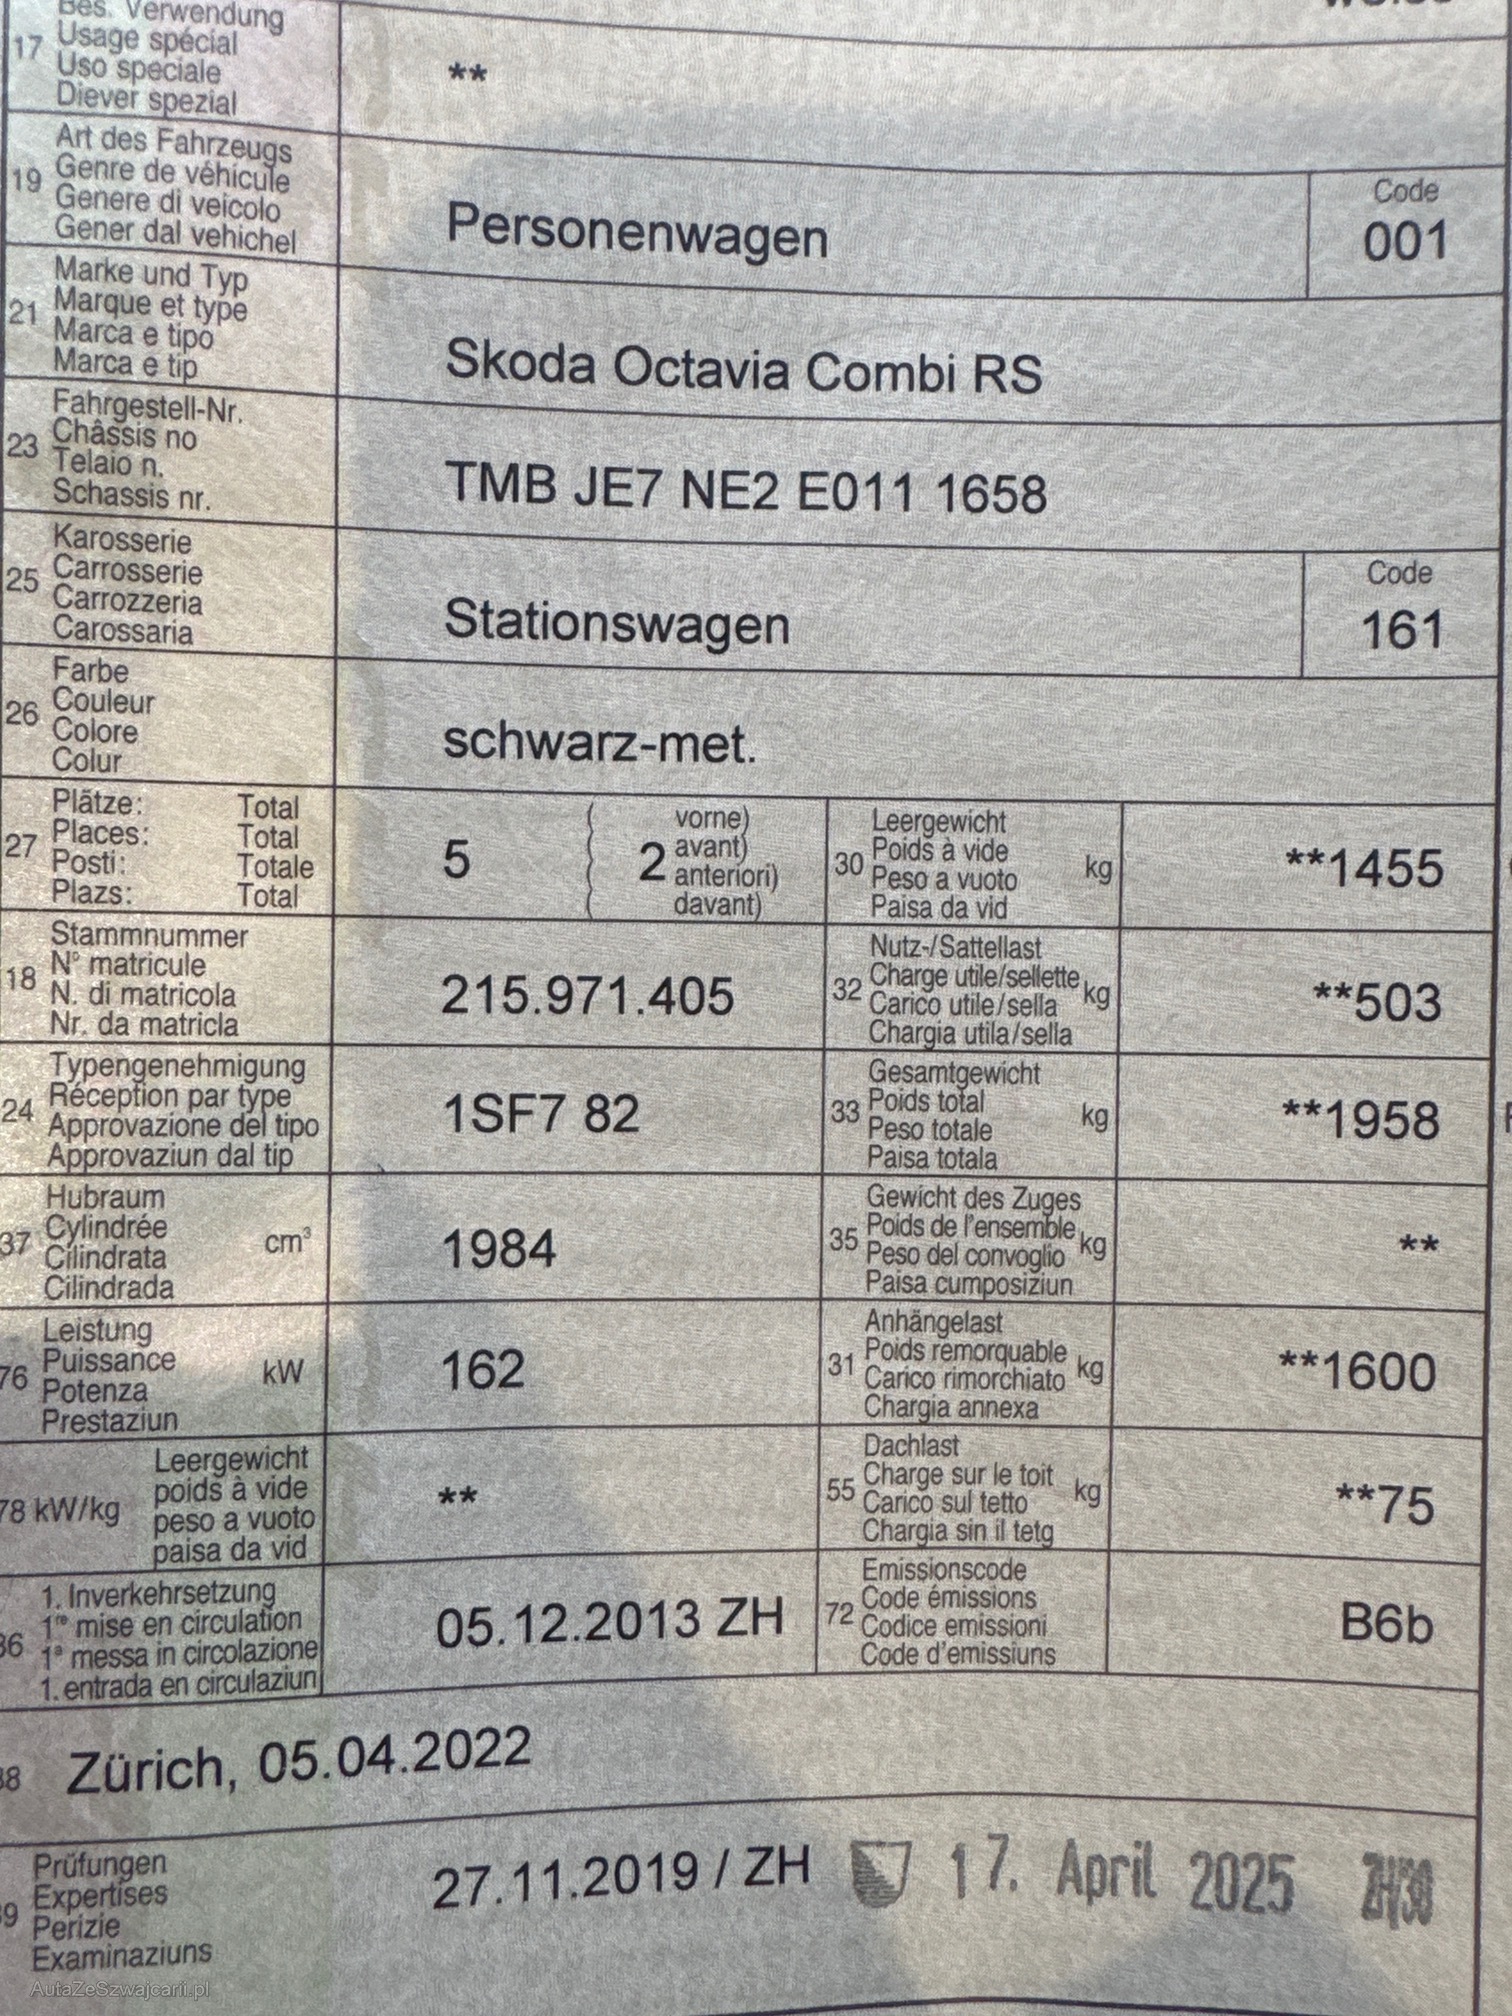 Bes. Verwendung
17 Usage spécial
Uso speciale
Diever spezial
**
Art des Fahrzeugs
19 Genre de véhicule
Genere di veicolo
Gener dal vehichel
Personenwagen
Code
001
Marke und Typ
21 Marque et type
Marca e tipo
Marca e tip
Skoda Octavia Combi RS
Fahrgestell-Nr.
23 Châssis no
Telaio n.
Schassis nr.
TMB JE7 NE2 E011 1658
Karosserie
25 Carrosserie
Carrozzeria
Carossaria
Stationswagen
Code
161
Farbe
26 Couleur
Colore
Colur
schwarz-met.
Plätze: Total
27 Places: Total
Posti: Totale
Plazs: Total
5 ( 2 vorne)
avant)
anteriori)
davant)
Leergewicht
30 Poids à vide kg
Peso a vuoto
Paisa da vid
**1455
Stammnummer
18 N° matricule
N. di matricola
Nr. da matricla
215.971.405
Nutz-/Sattellast
32 Charge utile/sellette kg
Carico utile/sella
Chargia utila/sella
**503
Typengenehmigung
24 Réception par type
Approvazione del tipo
Approvaziun dal tip
1SF7 82
Gesamtgewicht
33 Poids total kg
Peso totale
Paisa totala
**1958
Hubraum
37 Cylindrée cm³
Cilindrata
Cilindrada
1984
Gewicht des Zuges
35 Poids de l'ensemble kg
Peso del convoglio
Paisa cumposiziun
**
Leistung
76 Puissance kW
Potenza
Prestaziun
162
Anhängelast
31 Poids remorquable kg
Carico rimorchiato
Chargia annexa
**1600
Leergewicht
78 kW/kg poids à vide
peso a vuoto
paisa da vid
**
Dachlast
55 Charge sur le toit kg
Carico sul tetto
Chargia sin il tetg
**75
1. Inverkehrsetzung
36 1re mise en circulation
1a messa in circolazione
1. entrada en circulaziun
05.12.2013 ZH
Emissionscode
72 Code émissions
Codice emissioni
Code d'emissiuns
B6b
38 Zürich, 05.04.2022
Prüfungen
39 Expertises
Perizie
Examinaziuns
27.11.2019 / ZH 17. April 2025 ZH/30
AutaZeSzwajcarii.pl